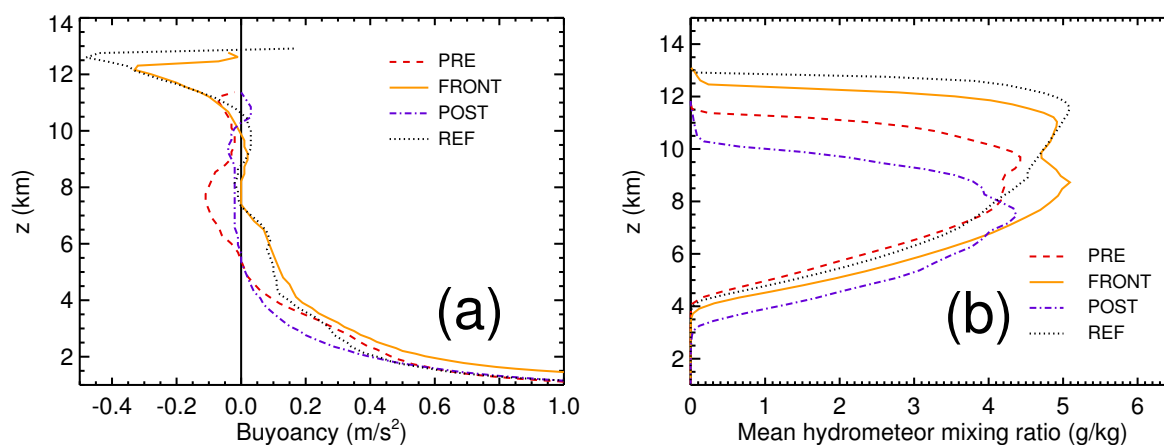 14
12
10
8
6
4
2
z (km)
PRE
FRONT
POST
REF
(a)
-0.4 -0.2 0.0 0.2 0.4 0.6 0.8 1.0
Buyoancy (m/s²)
14
12
10
8
6
4
2
z (km)
PRE
FRONT
POST
REF
(b)
0 1 2 3 4 5 6
Mean hydrometeor mixing ratio (g/kg)